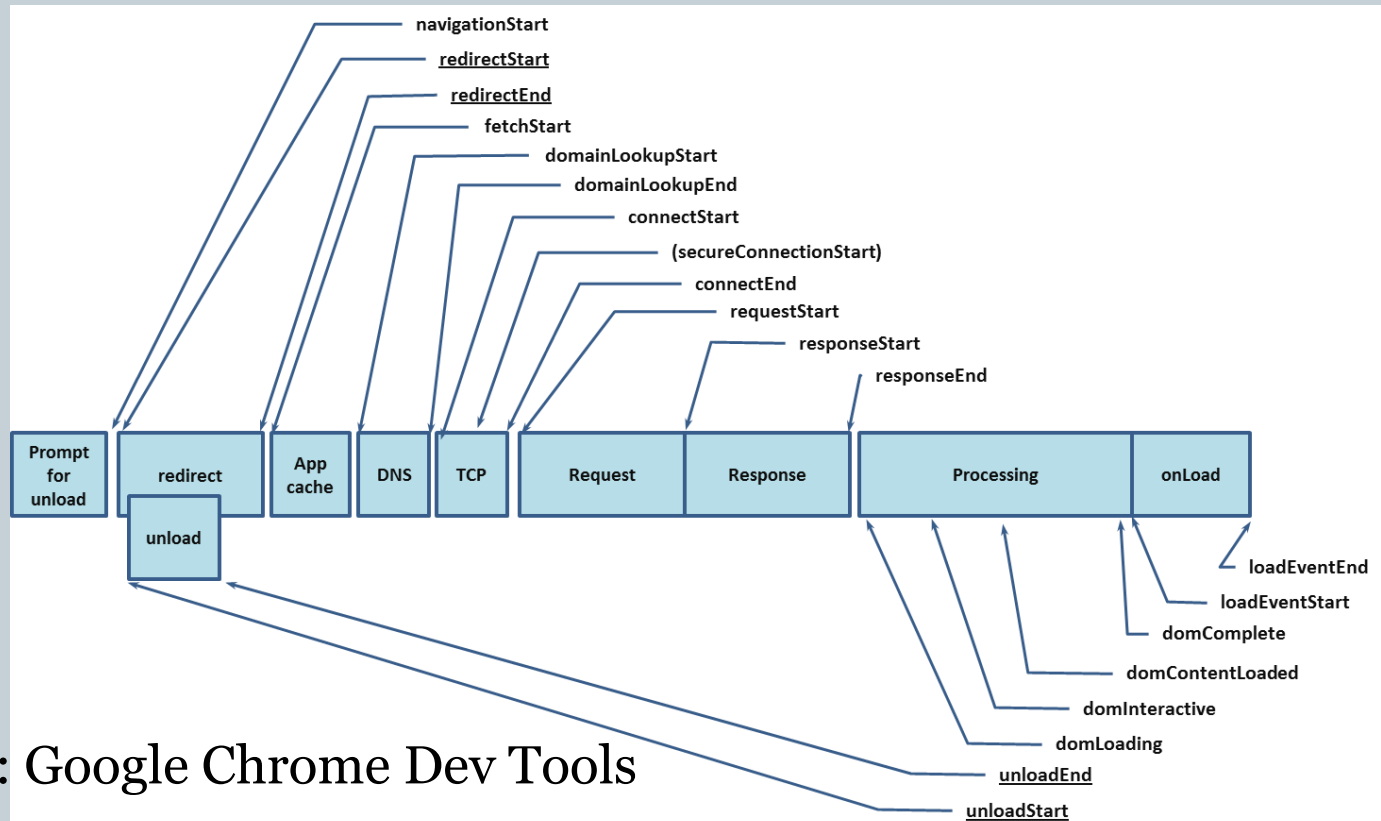 navigationStart
redirectStart
redirectEnd
fetchStart
domainLookupStart
domainLookupEnd
connectStart
(secureConnectionStart)
connectEnd
requestStart
responseStart
responseEnd
Prompt
for
unload
redirect
unload
App
cache
DNS
TCP
Request
Response
Processing
onLoad
loadEventEnd
loadEventStart
domComplete
domContentLoaded
domInteractive
domLoading
unloadEnd
unloadStart
: Google Chrome Dev Tools